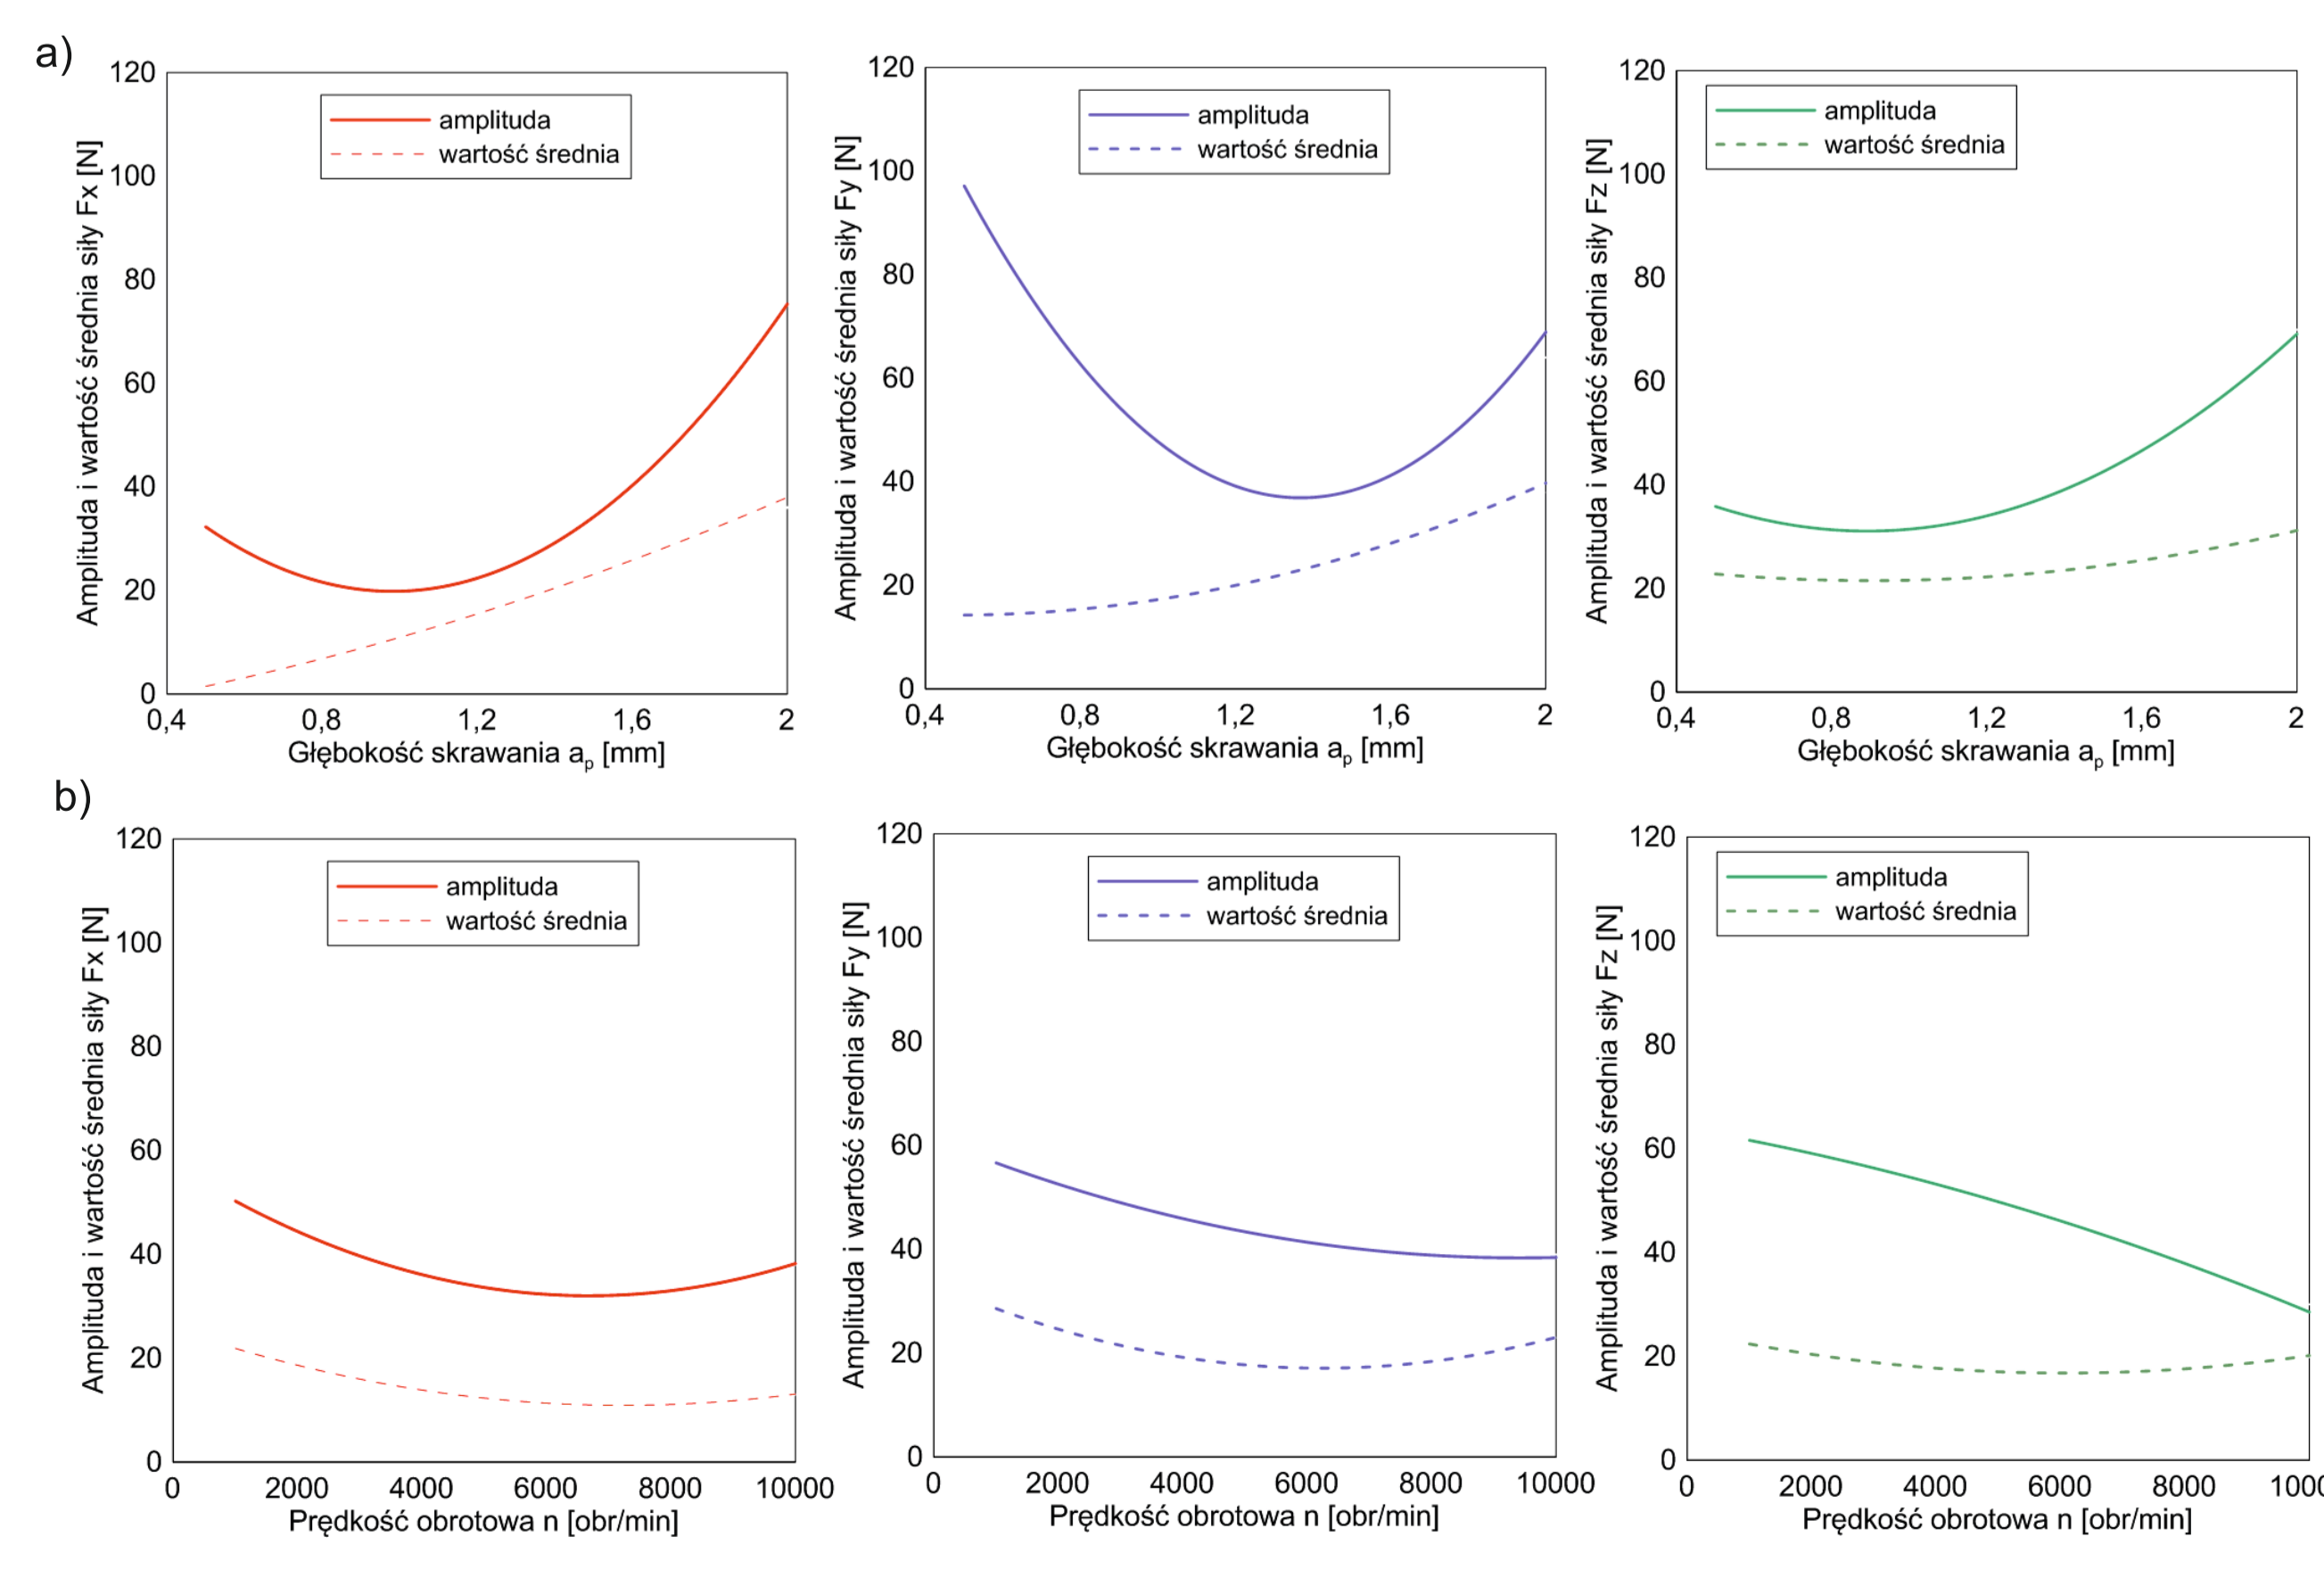 a)
120
100
80
60
40
20
0
Amplituda i wartość średnia siły Fx [N]
amplituda
wartość średnia
0,4 0,8 1,2 1,6 2
Głębokość skrawania ap [mm]
120
100
80
60
40
20
0
Amplituda i wartość średnia siły Fy [N]
amplituda
wartość średnia
0,4 0,8 1,2 1,6 2
Głębokość skrawania ap [mm]
120
100
80
60
40
20
0
Amplituda i wartość średnia siły Fz [N]
amplituda
wartość średnia
0,4 0,8 1,2 1,6 2
Głębokość skrawania ap [mm]
b)
120
100
80
60
40
20
0
Amplituda i wartość średnia siły Fx [N]
amplituda
wartość średnia
0 2000 4000 6000 8000 10000
Prędkość obrotowa n [obr/min]
120
100
80
60
40
20
0
Amplituda i wartość średnia siły Fy [N]
amplituda
wartość średnia
0 2000 4000 6000 8000 10000
Prędkość obrotowa n [obr/min]
120
100
80
60
40
20
0
Amplituda i wartość średnia siły Fz [N]
amplituda
wartość średnia
0 2000 4000 6000 8000
Prędkość obrotowa n [obr/min]